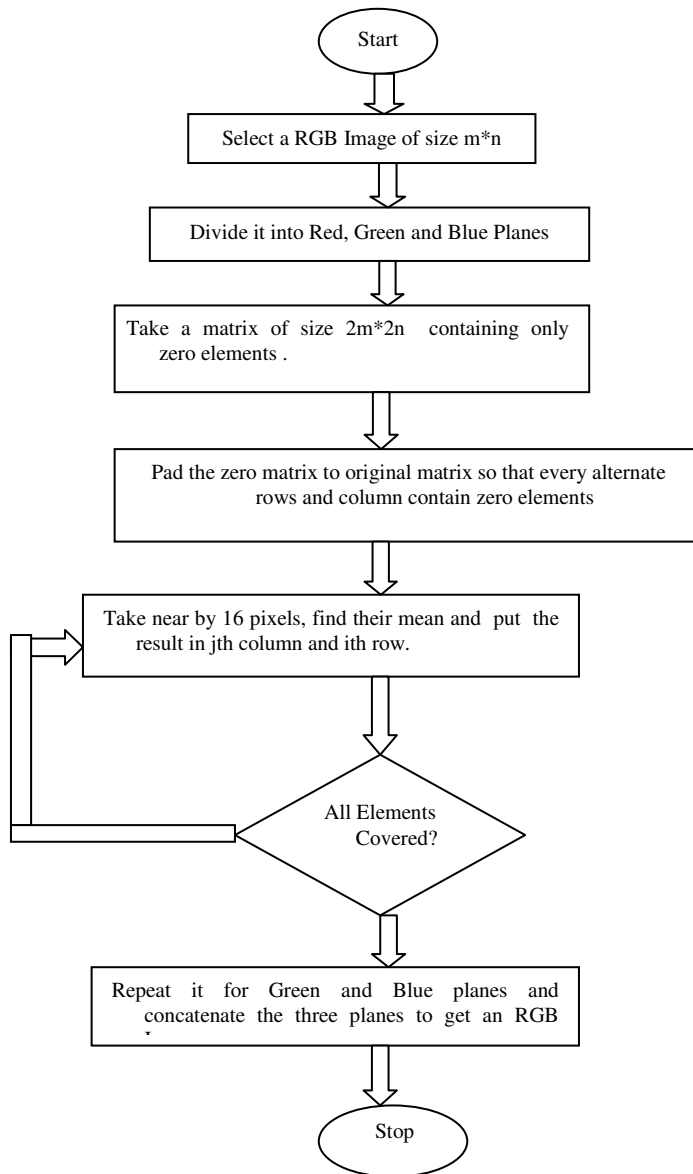 Start
Select a RGB Image of size m*n
Divide it into Red, Green and Blue Planes
Take a matrix of size 2m*2n containing only
zero elements .
Pad the zero matrix to original matrix so that every alternate
rows and column contain zero elements
Take near by 16 pixels, find their mean and put the
result in jth column and ith row.
All Elements
Covered?
Repeat it for Green and Blue planes and
concatenate the three planes to get an RGB
Stop